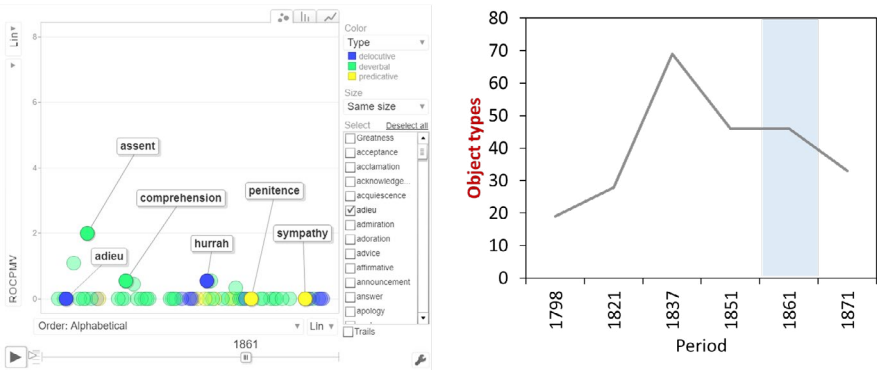 Lin
8
6
4
2
0
ROCPMV
assent
comprehension
penitence
adieu
hurrah
sympathy
Order: Alphabetical
Lin
1861
Color
Type
delocutive
deverbal
predicative
Size
Same size
Select Deselect all
Greatness
acceptance
acclamation
acknowledge...
acquiescence
adieu
admiration
adoration
advice
affirmative
announcement
answer
apology
Trails
80
70
60
50
40
30
20
10
0
Object types
1798
1821
1837
1851
1861
1871
Period